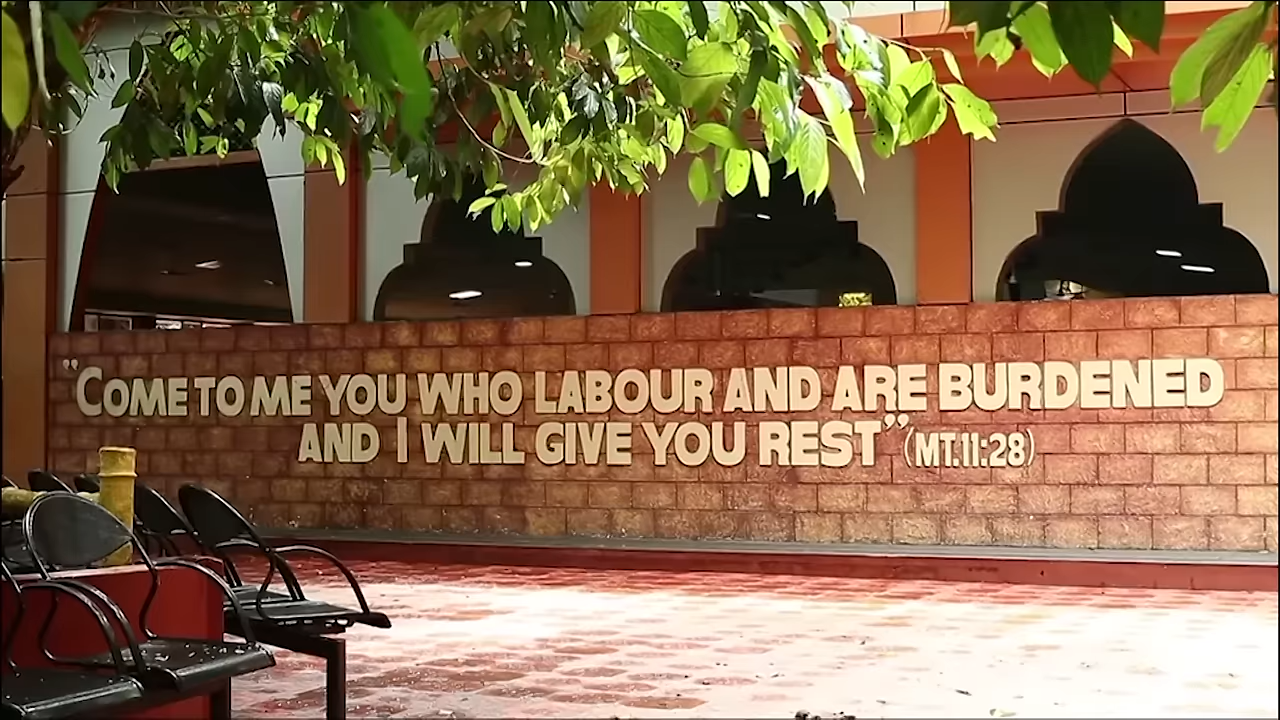 "COME TO ME YOU WHO LABOUR AND ARE BURDENED
AND I WILL GIVE YOU REST" (MT.11:28)